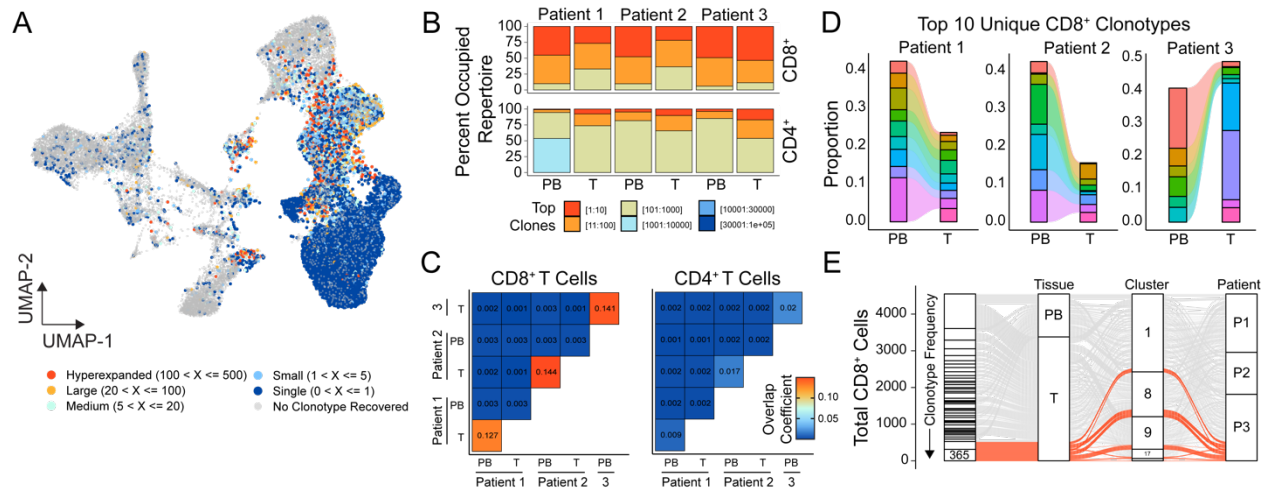 A
UMAP-2
UMAP-1
Hyperexpanded (100 < X <= 500)
Large (20 < X <= 100)
Medium (5 < X <= 20)
Small (1 < X <= 5)
Single (0 < X <= 1)
No Clonotype Recovered
B
Patient 1 Patient 2 Patient 3
Percent Occupied
Repertoire
100
75
50
25
0
CD8+
100
75
50
25
0
CD4+
PB T PB T PB T
Top
Clones
[1:10] [101:1000] [10001:30000]
[11:100] [1001:10000] [30001:1e+05]
C
CD8+ T Cells CD4+ T Cells
3 T 0.002 0.001 0.003 0.001 0.141
Patient 2 PB 0.003 0.003 0.003 0.003
T 0.002 0.001 0.144
Patient 1 PB 0.003 0.003
T 0.127
PB T PB T PB
Patient 1 Patient 2 3
0.002 0.002 0.003 0.002 0.02
0.001 0.001 0.002 0.002
0.002 0.002 0.017
0.002 0.002
0.009
PB T PB T PB
Patient 1 Patient 2 3
Overlap
Coefficient
0.10
0.05
0.00
D
Top 10 Unique CD8+ Clonotypes
Patient 1 Patient 2 Patient 3
Proportion
0.4
0.3
0.2
0.1
0.0
PB T
0.4
0.3
0.2
0.1
0.0
PB T
0.5
0.4
0.3
0.2
0.1
0.0
PB T
E
Tissue Cluster Patient
Total CD8+ Cells
4000
3000
2000
1000
0
Clonotype Frequency
365
PB
T
1
8
9
17
P1
P2
P3